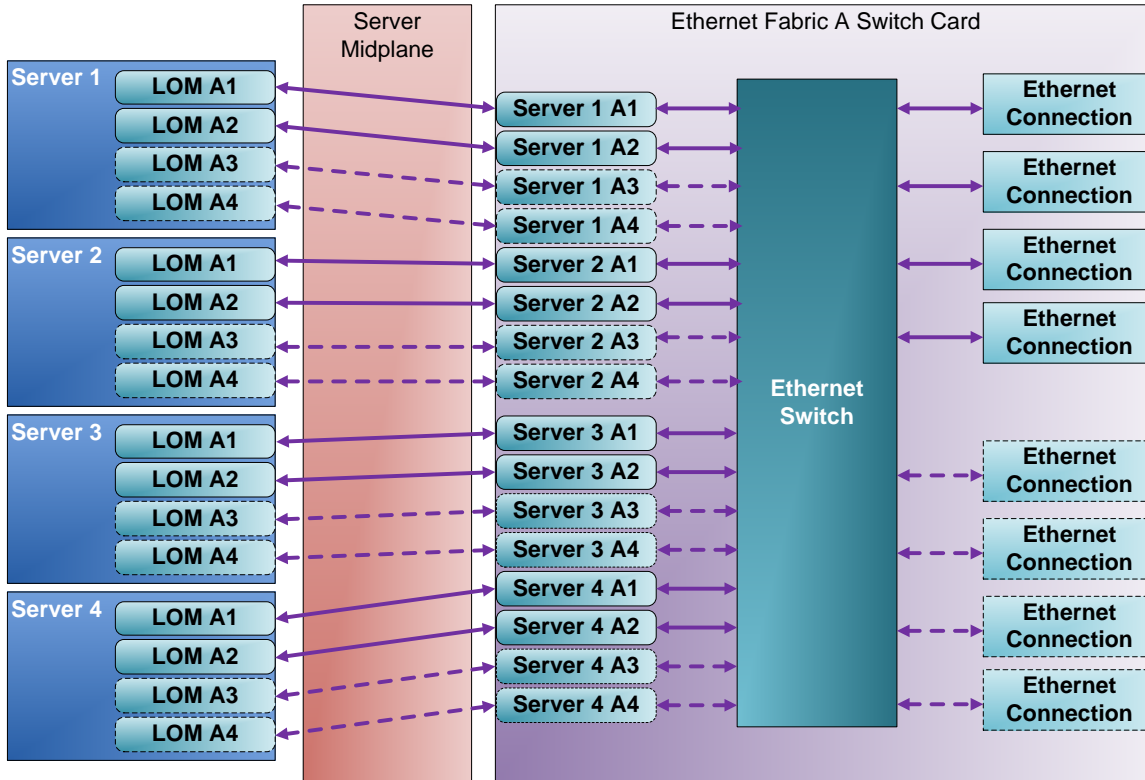 Server
Midplane
Ethernet Fabric A Switch Card
Server 1
LOM A1
LOM A2
LOM A3
LOM A4
Server 2
LOM A1
LOM A2
LOM A3
LOM A4
Server 3
LOM A1
LOM A2
LOM A3
LOM A4
Server 4
LOM A1
LOM A2
LOM A3
LOM A4
Server 1 A1
Server 1 A2
Server 1 A3
Server 1 A4
Server 2 A1
Server 2 A2
Server 2 A3
Server 2 A4
Server 3 A1
Server 3 A2
Server 3 A3
Server 3 A4
Server 4 A1
Server 4 A2
Server 4 A3
Server 4 A4
Ethernet
Switch
Ethernet
Connection
Ethernet
Connection
Ethernet
Connection
Ethernet
Connection
Ethernet
Connection
Ethernet
Connection
Ethernet
Connection
Ethernet
Connection